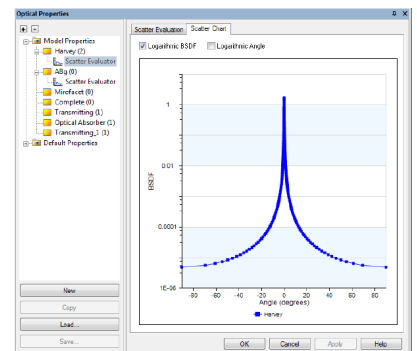 Optical Properties
Model Properties
Harvey (2)
Scatter Evaluator
ABg (0)
Scatter Evaluator
Mirofacet (0)
Complete (0)
Transmitting (1)
Optical Absorber (1)
Transmitting_1 (1)
Default Properties
New
Copy
Load...
Save...
Scatter Evaluation
Scatter Chart
Logarithmic BSDF
Logarithmic Angle
BSDF
1
0.01
0.0001
1E-06
-80 -60 -40 -20 0 20 40 60 80
Angle (degrees)
Harvey
OK
Cancel
Apply
Help